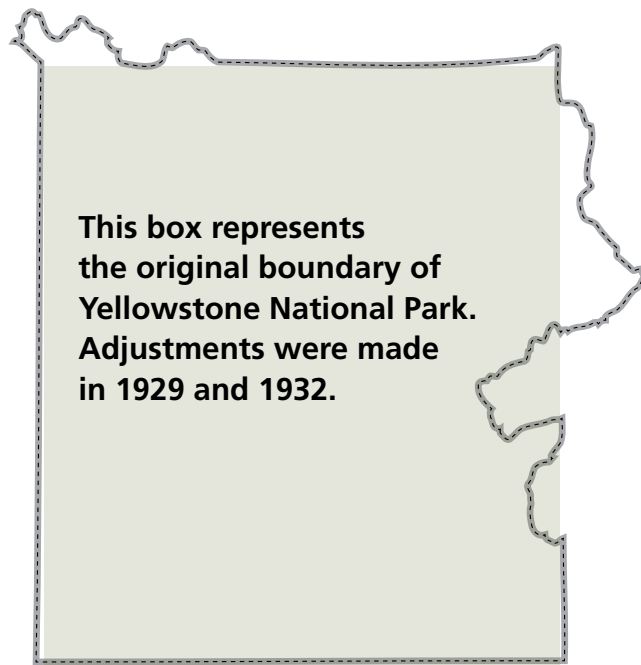 This box represents
the original boundary of
Yellowstone National Park.
Adjustments were made
in 1929 and 1932.